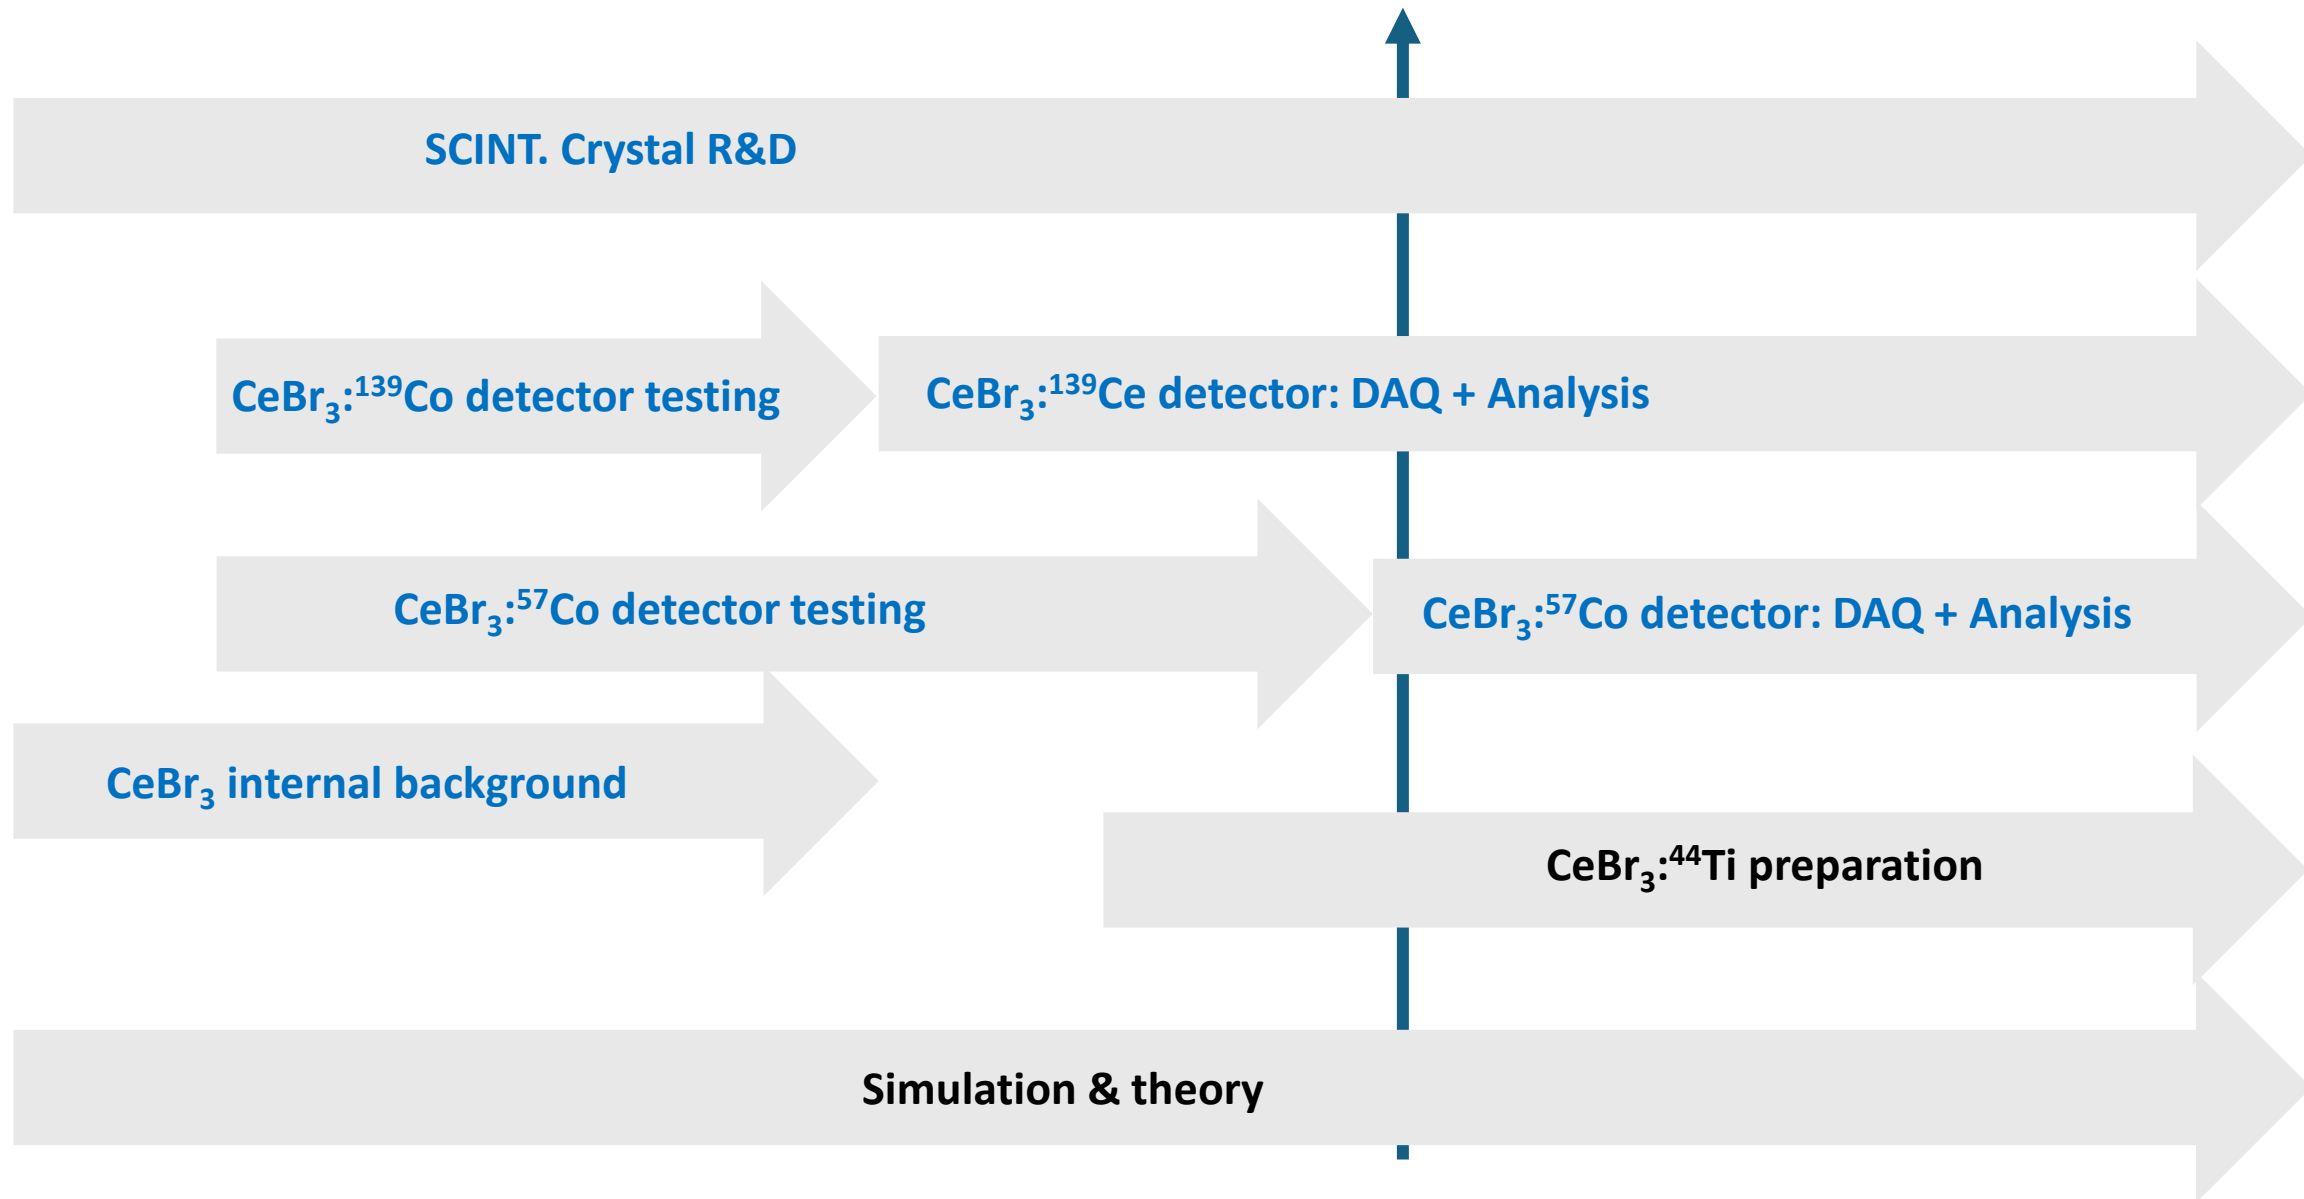 SCINT. Crystal R&D
CeBr₃:¹³⁹Co detector testing
CeBr₃:¹³⁹Ce detector: DAQ + Analysis
CeBr₃:⁵⁷Co detector testing
CeBr₃:⁵⁷Co detector: DAQ + Analysis
CeBr₃ internal background
CeBr₃:⁴⁴Ti preparation
Simulation & theory